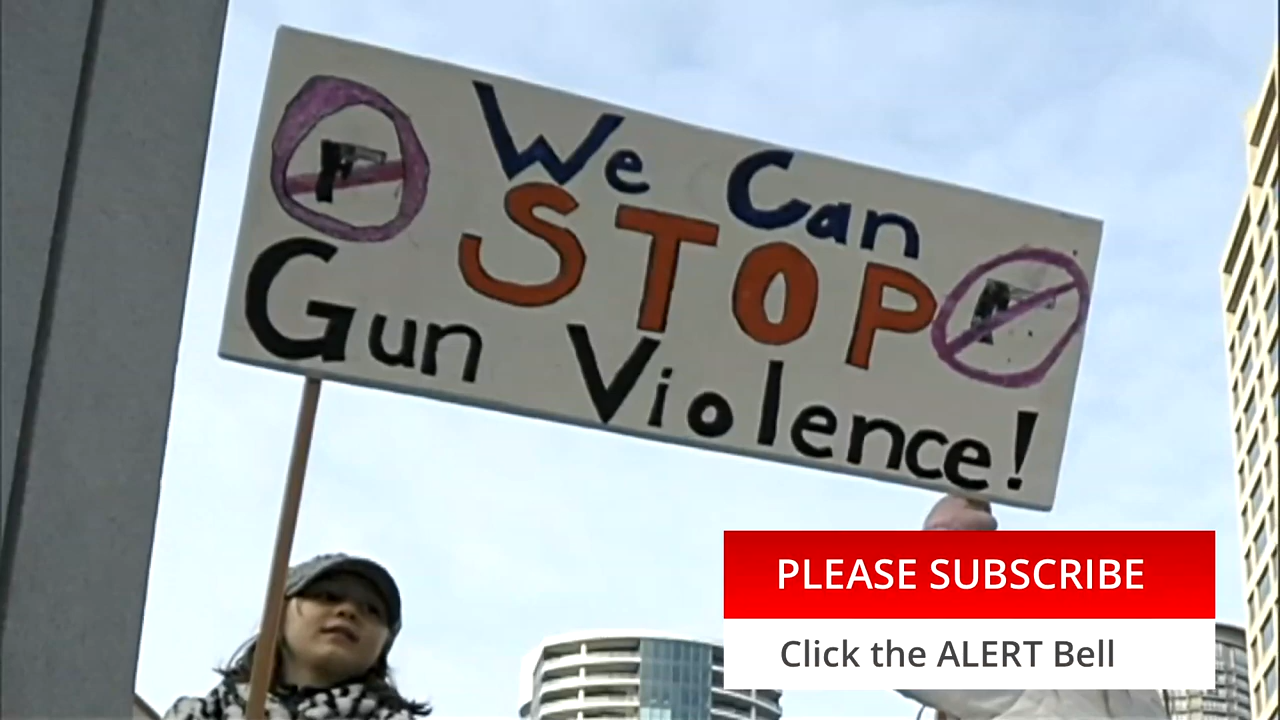 We Can
STOP
Gun Violence!
PLEASE SUBSCRIBE
Click the ALERT Bell